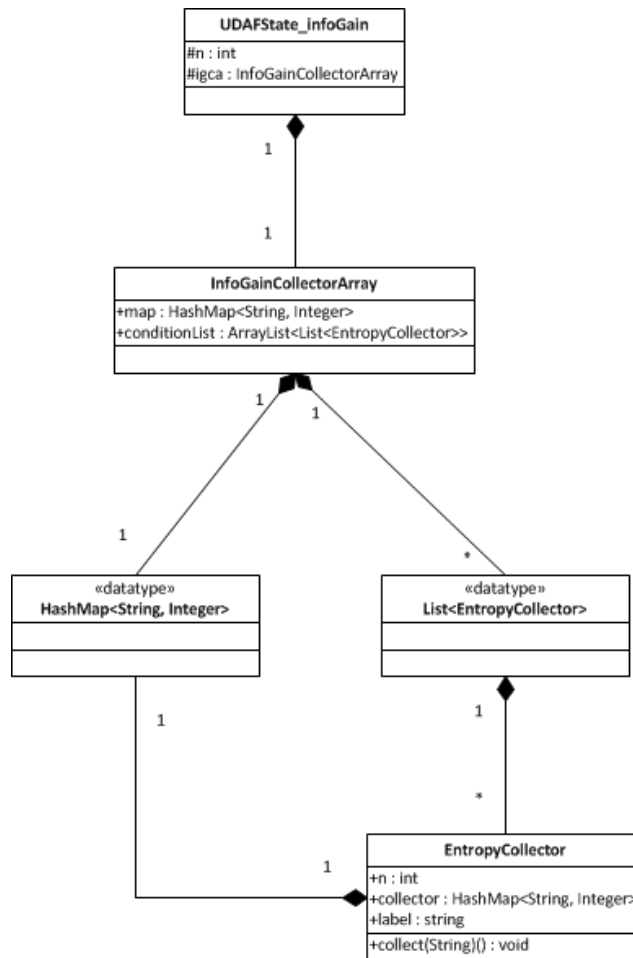 UDAFState_infoGain
#n : int
#igca : InfoGainCollectorArray
1
1
InfoGainCollectorArray
+map : HashMap<String, Integer>
+conditionList : ArrayList<List<EntropyCollector>>
1
1
1
*
«datatype»
HashMap<String, Integer>
«datatype»
List<EntropyCollector>
1
1
*
1
EntropyCollector
+n : int
+collector : HashMap<String, Integer>
+label : string
+collect(String)() : void